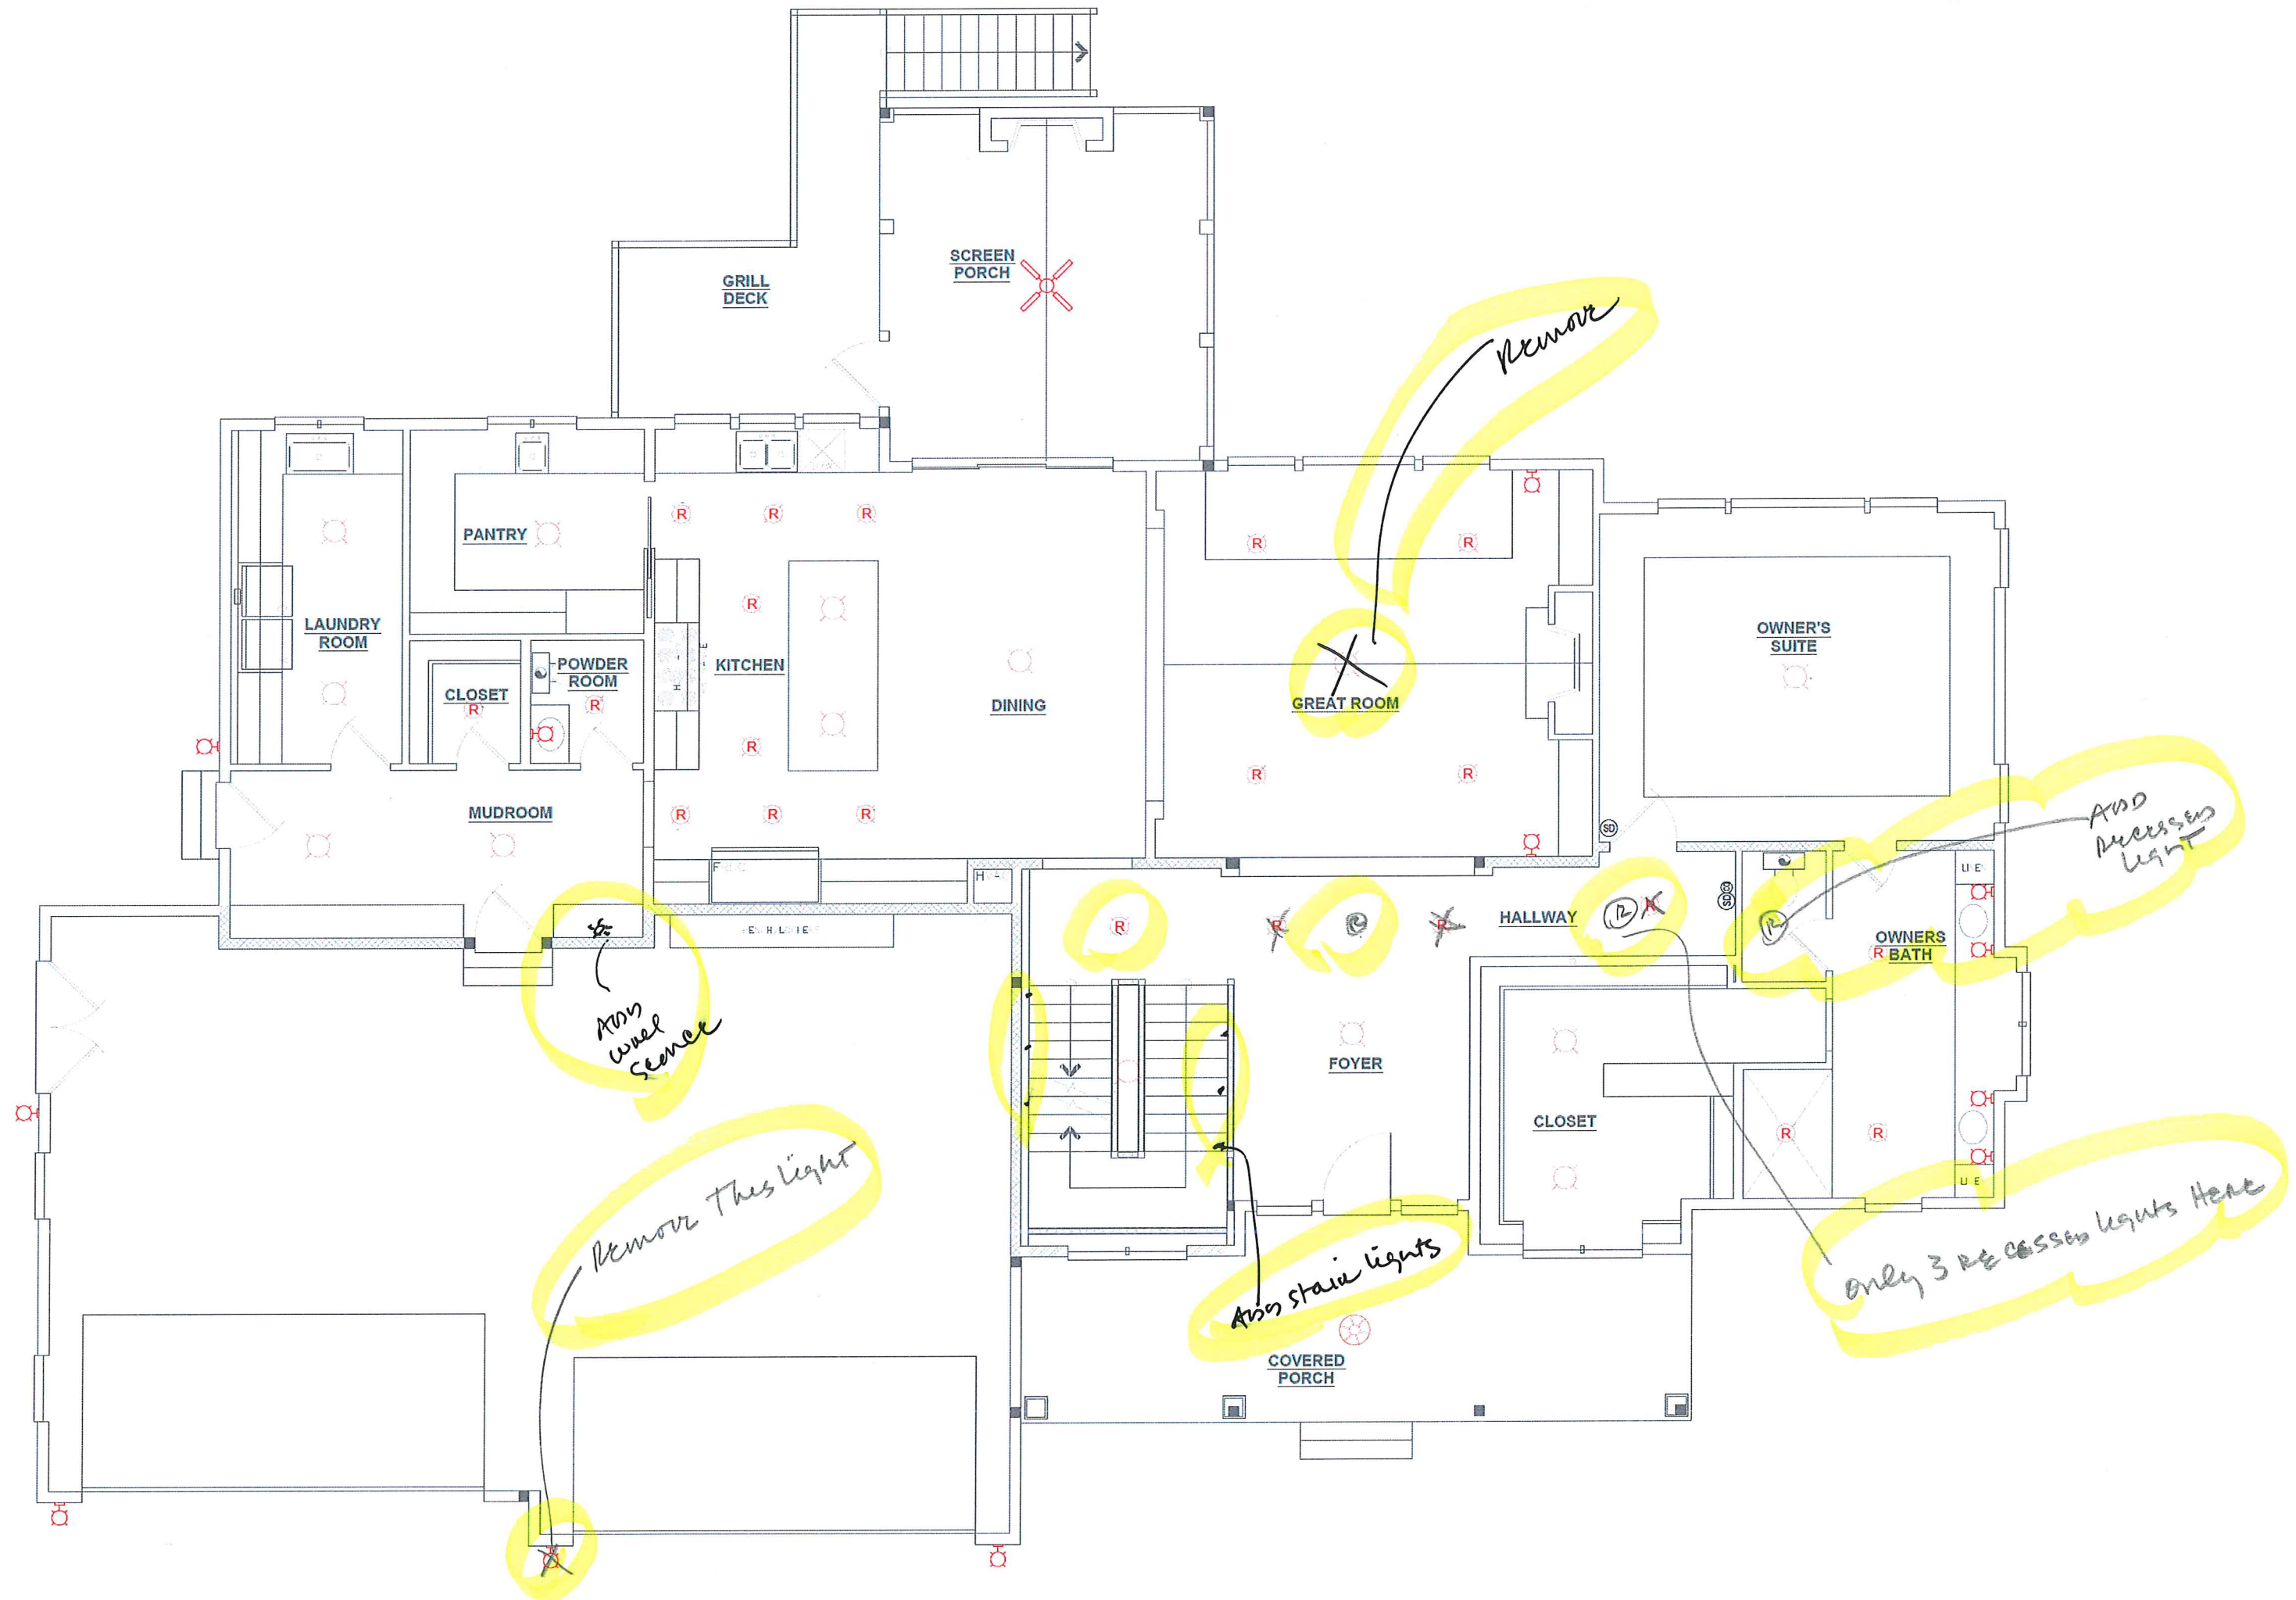 SCREEN
PORCH
GRILL
DECK
Remove
PANTRY
R
R
R
R
R
LAUNDRY
ROOM
R
OWNER'S
SUITE
POWDER
ROOM
KITCHEN
CLOSET
R
R
DINING
GREAT ROOM
R
R
R
MUDROOM
R
R
R
SD
ADD
Recessed
Light
F
H
SD
R
R
R
R
HALLWAY
R
R
R
OWNERS
R
BATH
ADD
wall
Sconce
FOYER
CLOSET
R
R
Remove This Light
Only 3 Recessed Lights Here
ADD Stair Lights
COVERED
PORCH